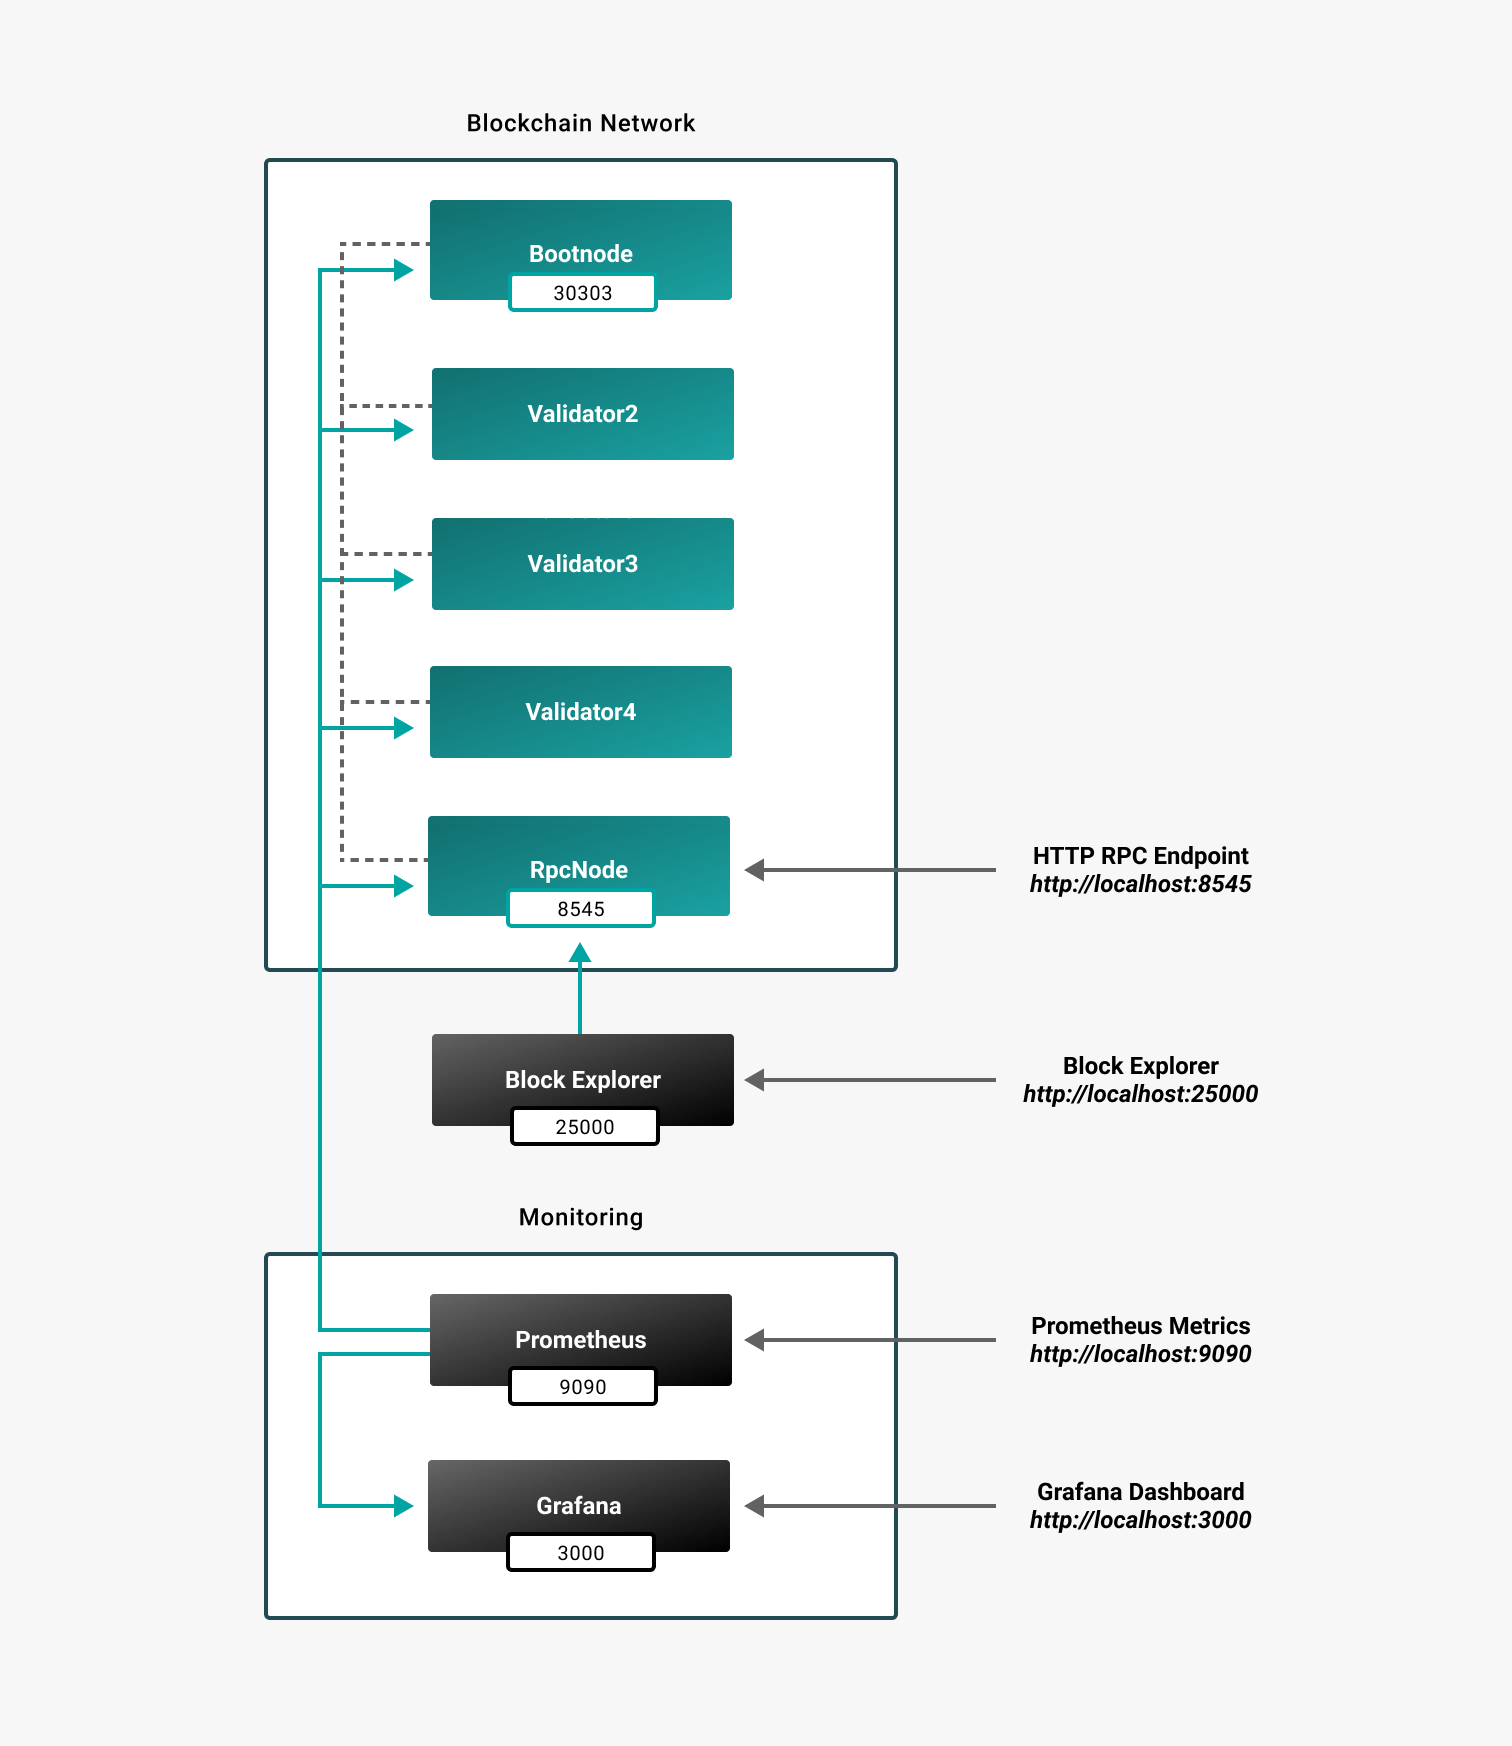 Blockchain Network
Bootnode
30303
Validator2
Validator3
Validator4
RpcNode
8545
HTTP RPC Endpoint
http://localhost:8545
Block Explorer
25000
Block Explorer
http://localhost:25000
Monitoring
Prometheus
9090
Prometheus Metrics
http://localhost:9090
Grafana
3000
Grafana Dashboard
http://localhost:3000